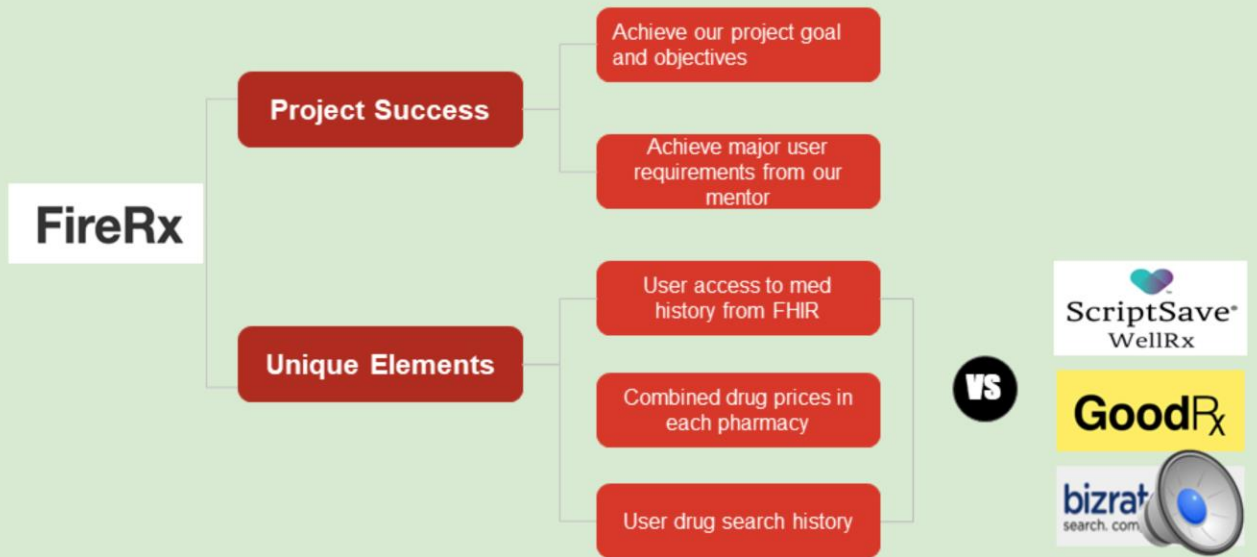 FireRx
Project Success
Achieve our project goal
and objectives
Achieve major user
requirements from our
mentor
Unique Elements
User access to med
history from FHIR
Combined drug prices in
each pharmacy
User drug search history
VS
ScriptSave®
WellRx
GoodRx
bizrat
search.com